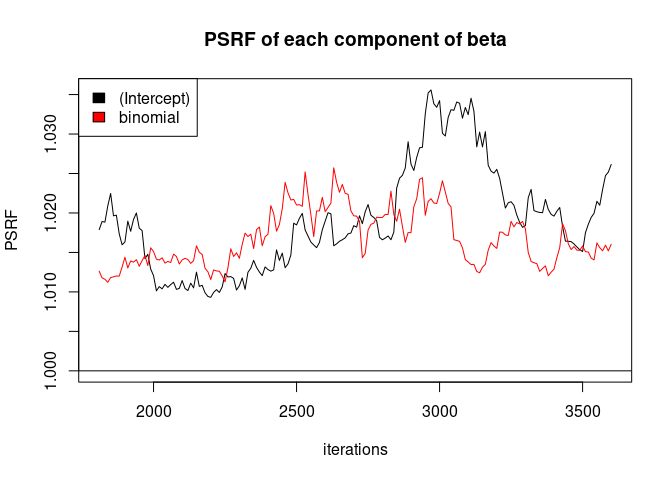 PSRF of each component of beta
(Intercept)
binomial
PSRF
1.030
1.020
1.010
1.000
2000 2500 3000 3500
iterations